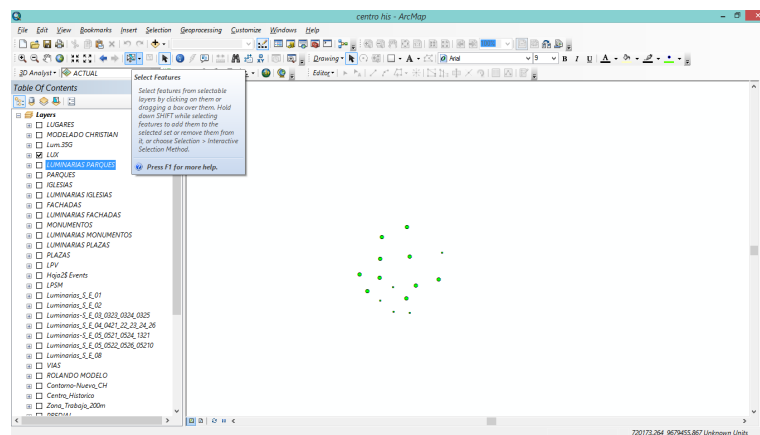 centro his - ArcMap
File Edit View Bookmarks Insert Selection Geoprocessing Customize Windows Help
Drawing Arial 9 B I U A
3D Analyst ACTUAL Editor
Table Of Contents
Select Features
Select features from selectable
layers by clicking on them or
dragging a box over them. Hold
down SHIFT while selecting
features to add them to the
selected set or remove them from
it, or choose Selection > Interactive
Selection Method.
Press F1 for more help.
Layers
LUGARES
MODELADO CHRISTIAN
Lum.35G
LUX
LUMINARIAS PARQUES
PARQUES
IGLESIAS
LUMINARIAS IGLESIAS
FACHADAS
LUMINARIAS FACHADAS
MONUMENTOS
LUMINARIAS MONUMENTOS
LUMINARIAS PLAZAS
PLAZAS
LPV
Hoja2$ Events
LPSM
Luminarias_S_E_01
Luminarias_S_E_02
Luminarias-S_E_03_0323_0324_0325
Luminarias_S_E_04_0421_22_23_24_26
Luminarias-S_E_05_0521_0524_1321
Luminarias_S_E_05_0522_0526_05210
Luminarias_S_E_08
VIAS
ROLANDO MODELO
Contorno-Nuevo_CH
Centro_Historico
Zona_Trabajo_200m
PREDIAL
720173,264 9679455,867 Unknown Units